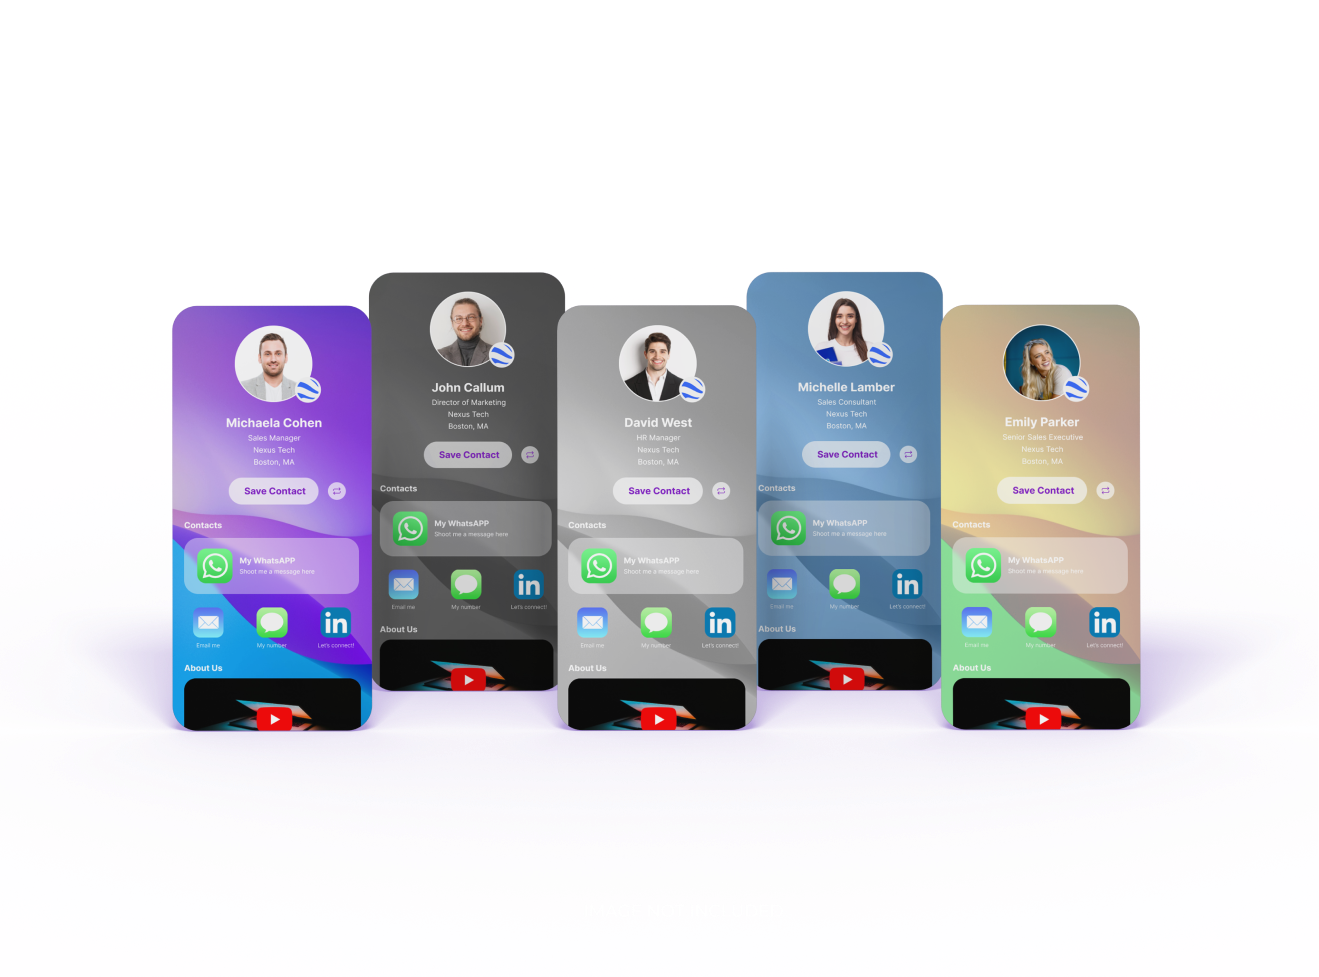 Michaela Cohen
Sales Manager
Nexus Tech
Boston, MA
Save Contact
Contacts
My WhatsAPP
Shoot me a message here
Email me
My number
Let's connect!
About Us
John Callum
Director of Marketing
Nexus Tech
Boston, MA
Save Contact
Contacts
My WhatsAPP
Shoot me a message here
Email me
My number
Let's connect!
About Us
David West
HR Manager
Nexus Tech
Boston, MA
Save Contact
Contacts
My WhatsAPP
Shoot me a message here
Email me
My number
Let's connect!
About Us
Michelle Lamber
Sales Consultant
Nexus Tech
Boston, MA
Save Contact
Contacts
My WhatsAPP
Shoot me a message here
Email me
My number
Let's connect!
About Us
Emily Parker
Senior Sales Executive
Nexus Tech
Boston, MA
Save Contact
Contacts
My WhatsAPP
Shoot me a message here
Email me
My number
Let's connect!
About Us